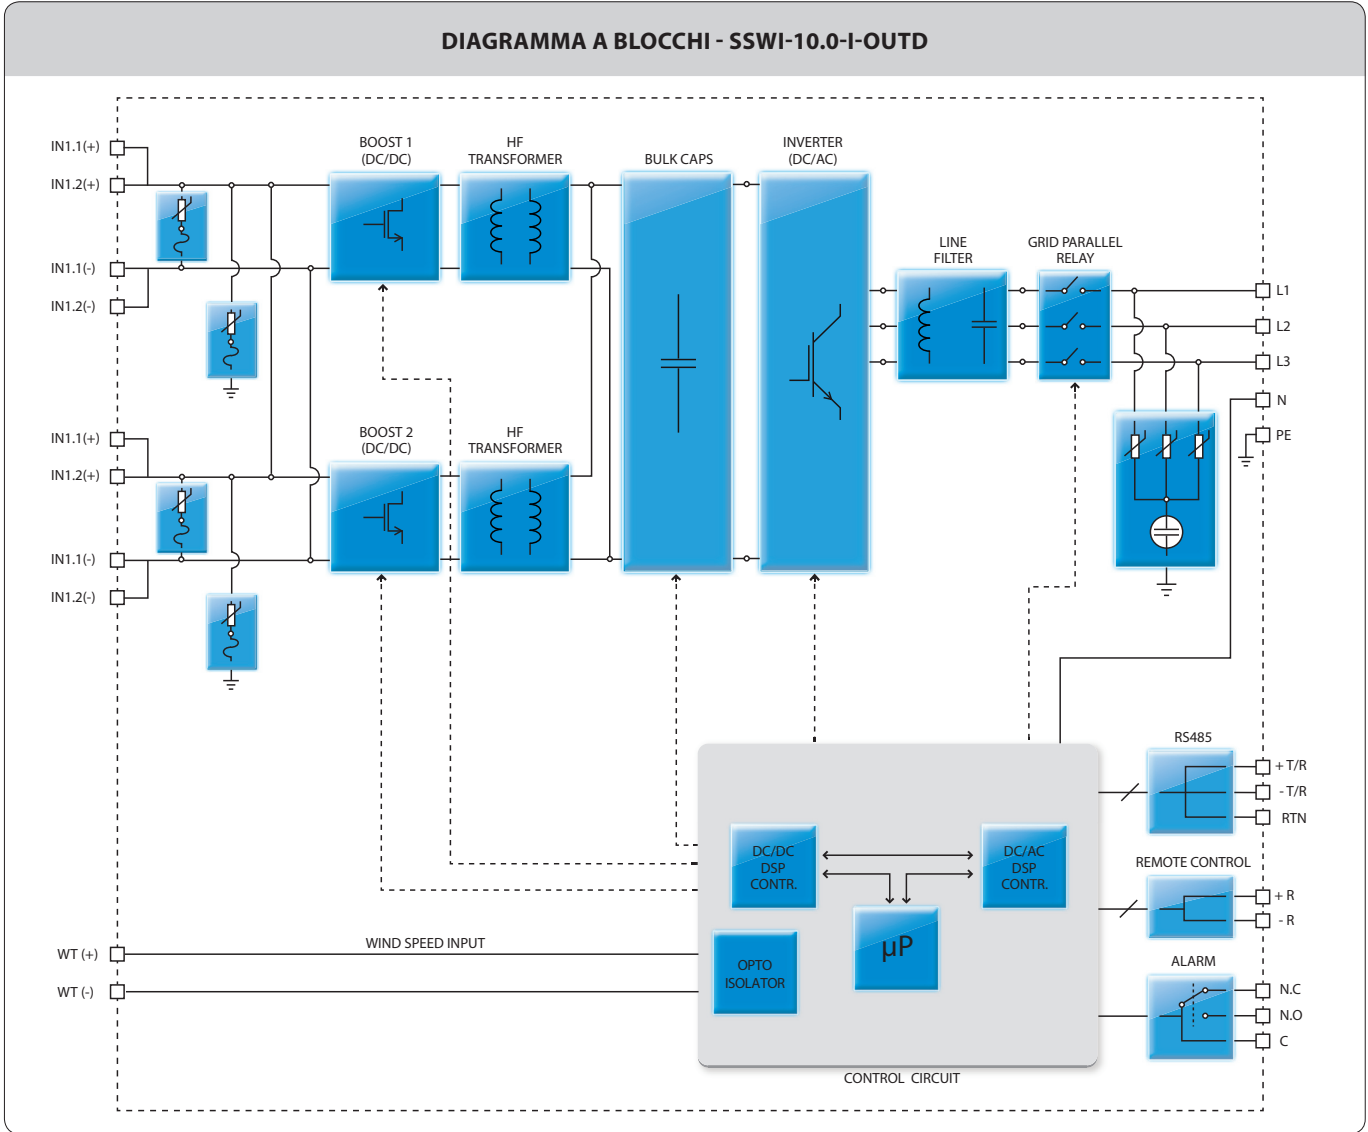 DIAGRAMMA A BLOCCHI - SSWI-10.0-I-OUTD
IN1.1(+)
IN1.2(+)
IN1.1(-)
IN1.2(-)
BOOST 1
(DC/DC)
HF
TRANSFORMER
BULK CAPS
INVERTER
(DC/AC)
LINE
FILTER
GRID PARALLEL
RELAY
L1
L2
L3
N
PE
IN1.1(+)
IN1.2(+)
IN1.1(-)
IN1.2(-)
BOOST 2
(DC/DC)
HF
TRANSFORMER
RS485
+ T/R
- T/R
RTN
REMOTE CONTROL
+ R
- R
ALARM
N.C
N.O
C
DC/DC
DSP
CONTR.
DC/AC
DSP
CONTR.
µP
OPTO
ISOLATOR
WT (+)
WIND SPEED INPUT
WT (-)
CONTROL CIRCUIT